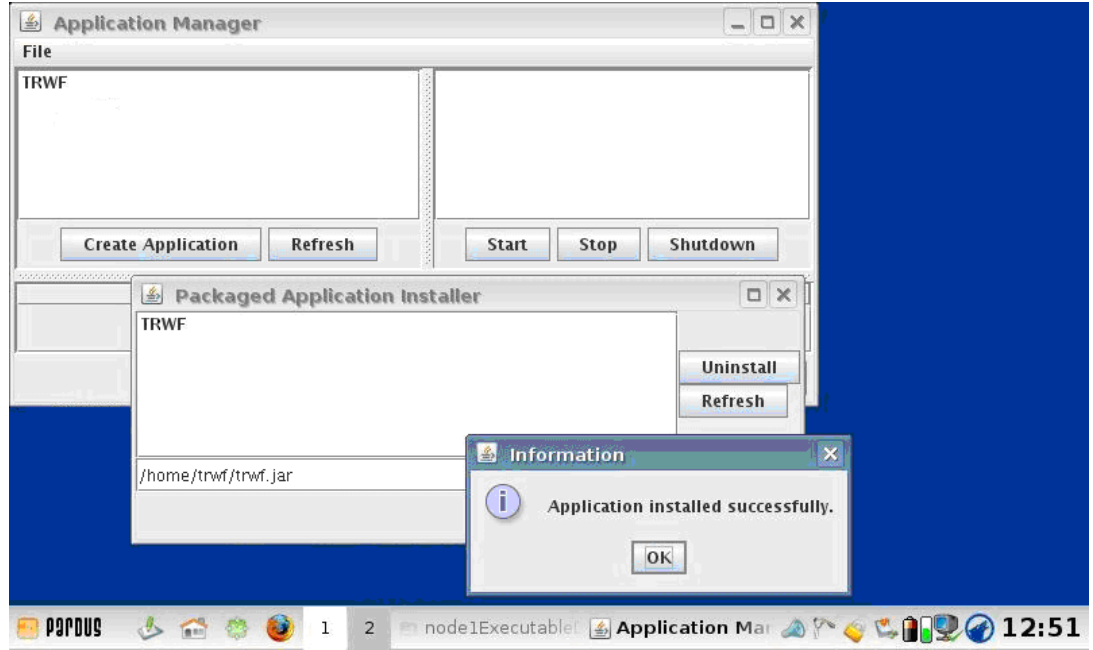 Application Manager
File
TRWF
Create Application Refresh Start Stop Shutdown
Packaged Application Installer
TRWF
Uninstall
Refresh
/home/trwf/trwf.jar
Information
i
Application installed successfully.
OK
PARDUS 1 2 node1Executable Application Mar 12:51